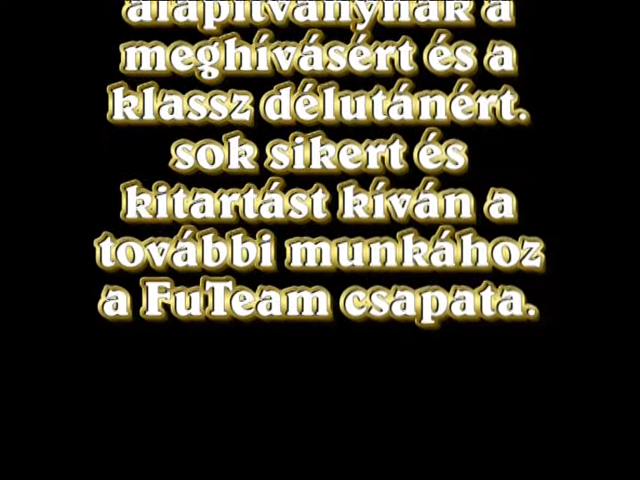 alapítványnak a
meghívásért és a
klassz délutánért.
sok sikert és
kitartást kíván a
további munkához
a FuTeam csapata.